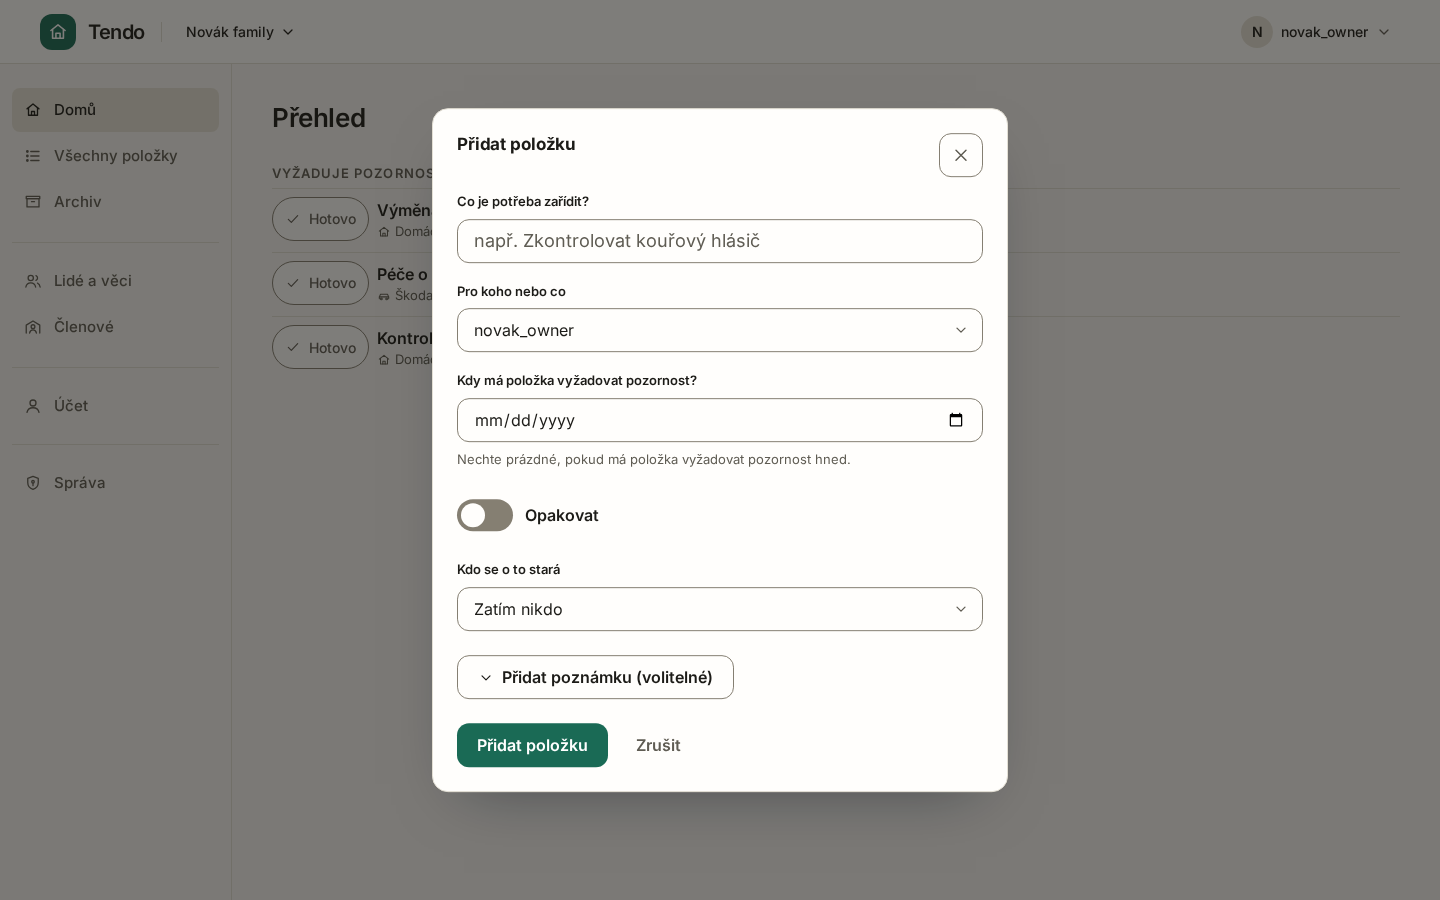 Tendo
Novák family
N
novak_owner
Domů
Všechny položky
Archiv
Lidé a věci
Členové
Účet
Správa
Přehled
VYŽADUJE POZORNOS
Hotovo
Výměn
Domá
Hotovo
Péče o
Škoda
Hotovo
Kontrol
Domá
Přidat položku
Co je potřeba zařídit?
např. Zkontrolovat kouřový hlásič
Pro koho nebo co
novak_owner
Kdy má položka vyžadovat pozornost?
mm/dd/yyyy
Nechte prázdné, pokud má položka vyžadovat pozornost hned.
Opakovat
Kdo se o to stará
Zatím nikdo
Přidat poznámku (volitelné)
Přidat položku
Zrušit